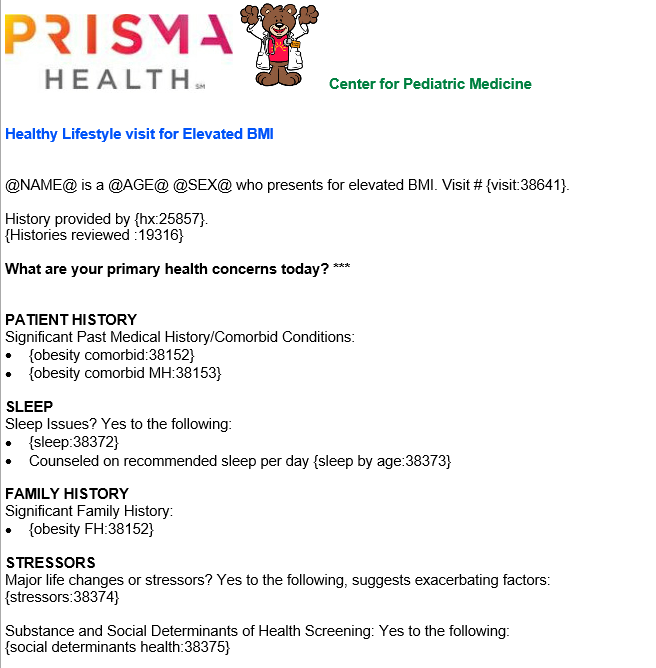 PRISMA
HEALTH SM
Center for Pediatric Medicine
Healthy Lifestyle visit for Elevated BMI
@NAME@ is a @AGE@ @SEX@ who presents for elevated BMI. Visit # {visit:38641}.
History provided by {hx:25857}.
{Histories reviewed :19316}
What are your primary health concerns today? ***
PATIENT HISTORY
Significant Past Medical History/Comorbid Conditions:
• {obesity comorbid:38152}
• {obesity comorbid MH:38153}
SLEEP
Sleep Issues? Yes to the following:
• {sleep:38372}
• Counseled on recommended sleep per day {sleep by age:38373}
FAMILY HISTORY
Significant Family History:
• {obesity FH:38152}
STRESSORS
Major life changes or stressors? Yes to the following, suggests exacerbating factors:
{stressors:38374}
Substance and Social Determinants of Health Screening: Yes to the following:
{social determinants health:38375}